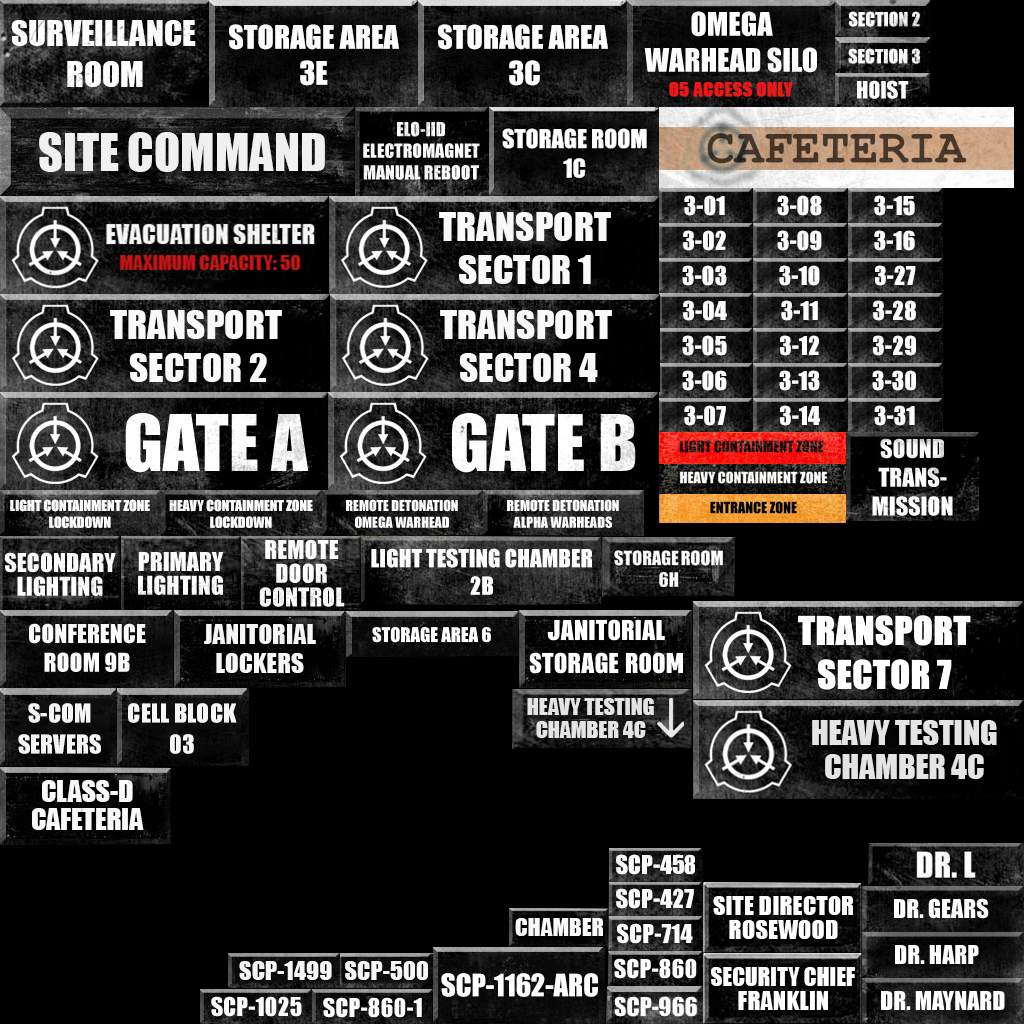 SURVEILLANCE
ROOM
STORAGE AREA
3E
STORAGE AREA
3C
OMEGA
WARHEAD SILO
05 ACCESS ONLY
SECTION 2
SECTION 3
HOIST
SITE COMMAND
ELO-IID
ELECTROMAGNET
MANUAL REBOOT
STORAGE ROOM
1C
CAFETERIA
EVACUATION SHELTER
MAXIMUM CAPACITY: 50
TRANSPORT
SECTOR 1
3-01
3-08
3-15
3-02
3-09
3-16
3-03
3-10
3-27
3-04
3-11
3-28
3-05
3-12
3-29
3-06
3-13
3-30
3-07
3-14
3-31
TRANSPORT
SECTOR 2
TRANSPORT
SECTOR 4
GATE A
GATE B
LIGHT CONTAINMENT ZONE
HEAVY CONTAINMENT ZONE
ENTRANCE ZONE
SOUND
TRANS-
MISSION
LIGHT CONTAINMENT ZONE
LOCKDOWN
HEAVY CONTAINMENT ZONE
LOCKDOWN
REMOTE DETONATION
OMEGA WARHEAD
REMOTE DETONATION
ALPHA WARHEADS
SECONDARY
LIGHTING
PRIMARY
LIGHTING
REMOTE
DOOR
CONTROL
LIGHT TESTING CHAMBER
2B
STORAGE ROOM
6H
CONFERENCE
ROOM 9B
JANITORIAL
LOCKERS
STORAGE AREA 6
JANITORIAL
STORAGE ROOM
TRANSPORT
SECTOR 7
S-COM
SERVERS
CELL BLOCK
03
HEAVY TESTING
CHAMBER 4C
HEAVY TESTING
CHAMBER 4C
CLASS-D
CAFETERIA
SCP-458
SCP-427
SCP-714
SCP-860
SCP-966
DR. L
DR. GEARS
DR. HARP
DR. MAYNARD
SITE DIRECTOR
ROSEWOOD
SECURITY CHIEF
FRANKLIN
CHAMBER
SCP-1499
SCP-500
SCP-1162-ARC
SCP-1025
SCP-860-1